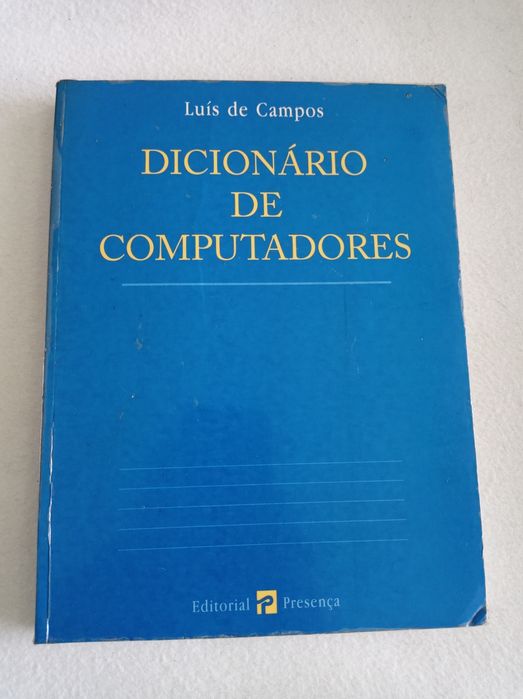 Luís de Campos
DICIONÁRIO
DE
COMPUTADORES
Editorial Presença